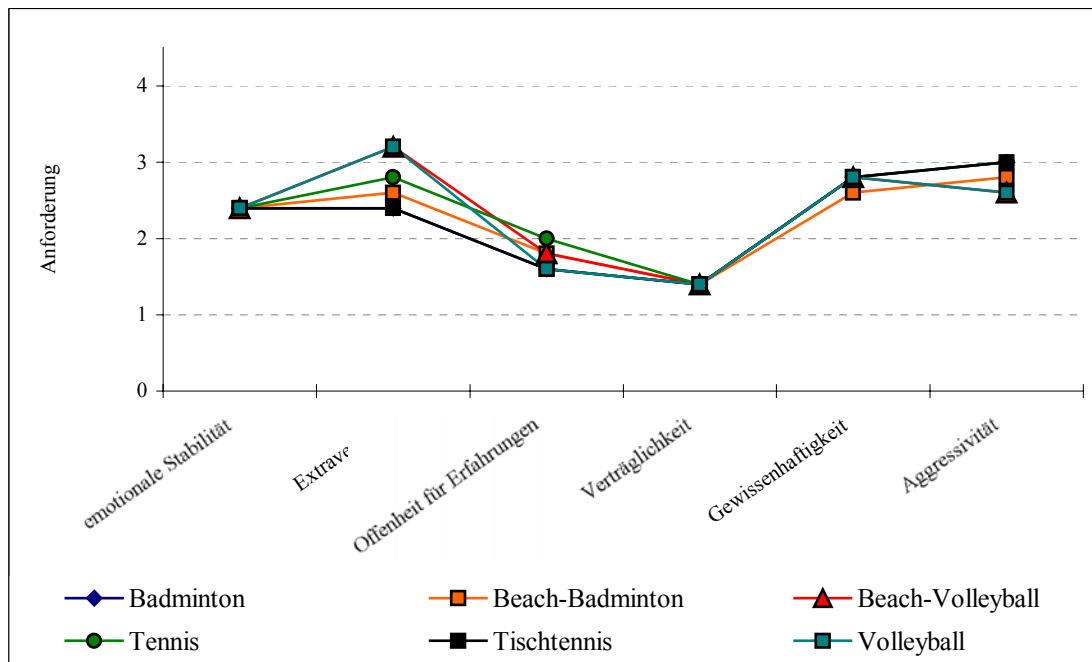 4
3
2
1
0
Anforderung
emotionale Stabilität
Extrave
Offenheit für Erfahrungen
Verträglichkeit
Gewissenhaftigkeit
Aggressivität
Badminton
Beach-Badminton
Beach-Volleyball
Tennis
Tischtennis
Volleyball